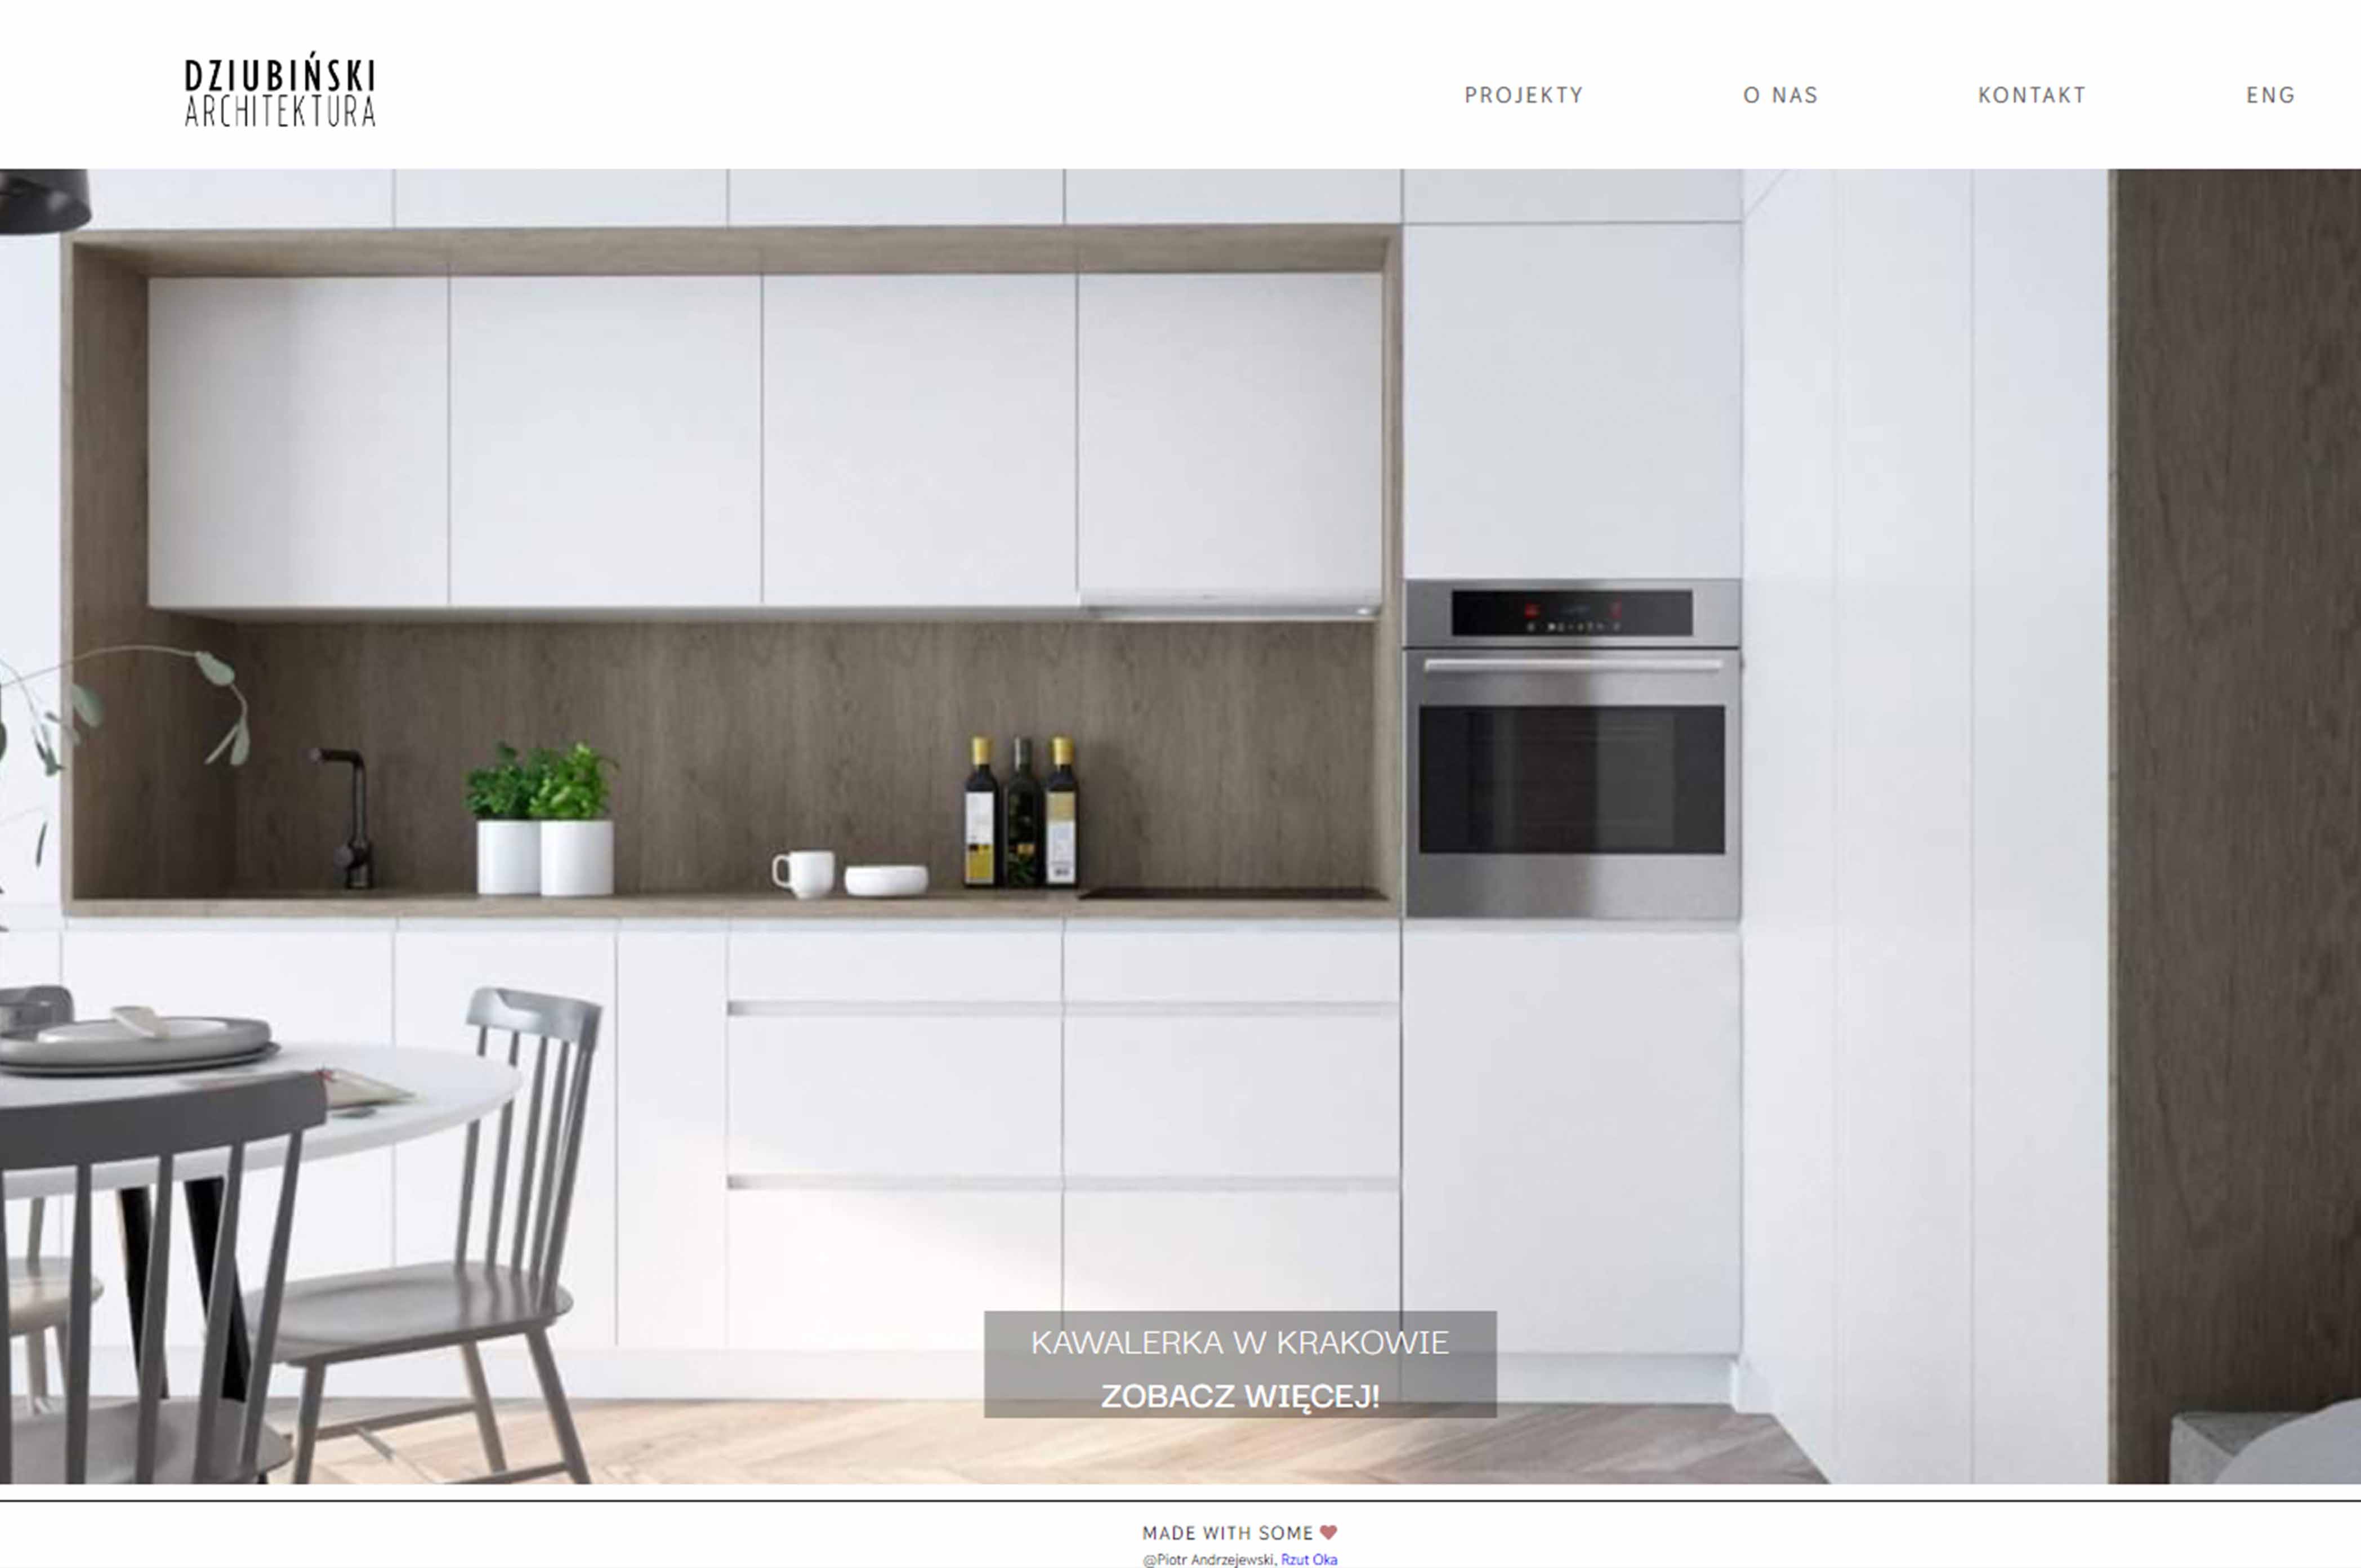 DZIUBIŃSKI
ARCHITEKTURA
PROJEKTY
O NAS
KONTAKT
ENG
KAWALERKA W KRAKOWIE
ZOBACZ WIĘCEJ!
MADE WITH SOME ❤
@Piotr Andrzejewski, Rzut Oka